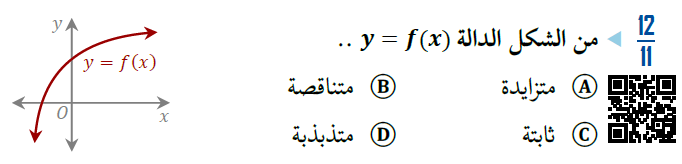 12/11 من الشكل الدالة y = f(x) ..
A متزايدة B متناقصة
C ثابتة D متذبذبة
y
y = f(x)
O x